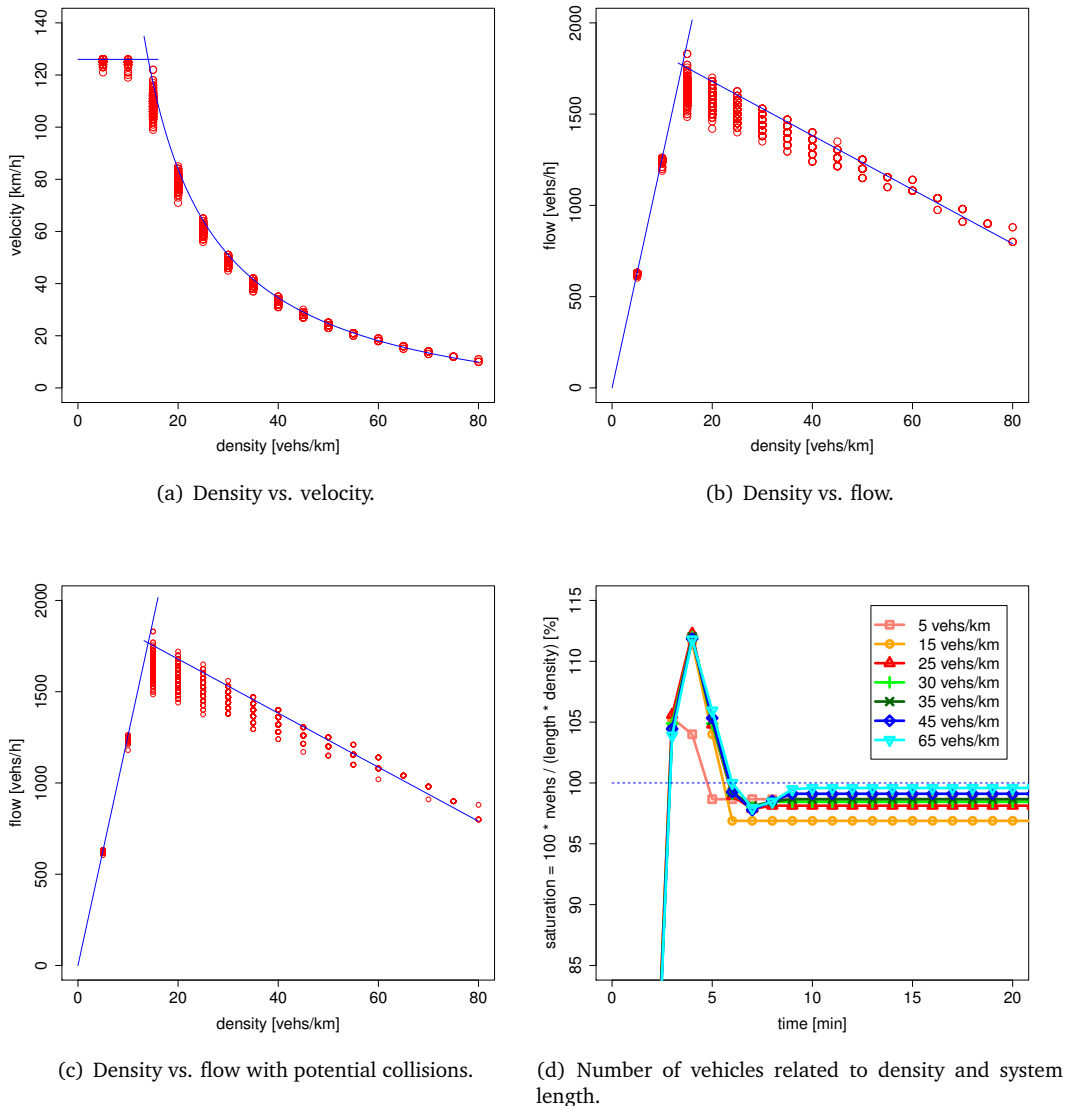 140
120
100
80
60
40
20
0
velocity [km/h]
0 20 40 60 80
density [vehs/km]
(a) Density vs. velocity.
2000
1500
1000
500
0
flow [vehs/h]
0 20 40 60 80
density [vehs/km]
(b) Density vs. flow.
2000
1500
1000
500
0
flow [vehs/h]
0 20 40 60 80
density [vehs/km]
(c) Density vs. flow with potential collisions.
115
110
105
100
95
90
85
saturation = 100 * nvehs / (length * density) [%]
5 vehs/km
15 vehs/km
25 vehs/km
30 vehs/km
35 vehs/km
45 vehs/km
65 vehs/km
0 5 10 15 20
time [min]
(d) Number of vehicles related to density and system
length.